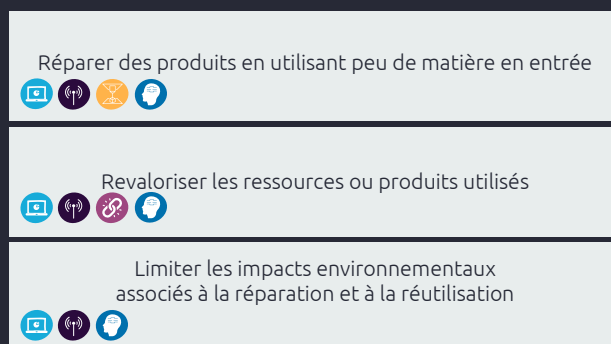 Réparer des produits en utilisant peu de matière en entrée
Revaloriser les ressources ou produits utilisés
Limiter les impacts environnementaux
associés à la réparation et à la réutilisation